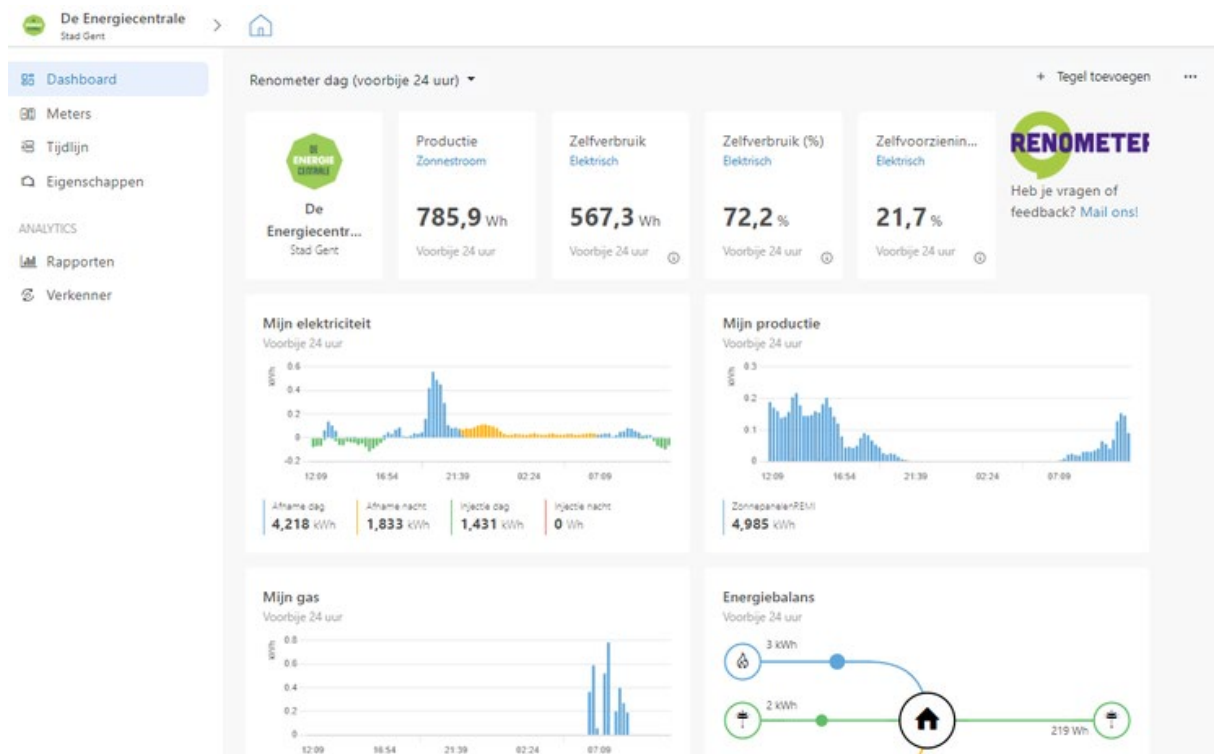 De Energiecentrale
Stad Gent
Dashboard
Meters
Tijdlijn
Eigenschappen
ANALYTICS
Rapporten
Verkenner
Renometer dag (voorbije 24 uur)
+ Tegel toevoegen
DE
ENERGIE
CENTRALE
De
Energiecentr...
Stad Gent
Productie
Zonnestroom
785,9 Wh
Voorbije 24 uur
Zelfverbruik
Elektrisch
567,3 Wh
Voorbije 24 uur
Zelfverbruik (%)
Elektrisch
72,2 %
Voorbije 24 uur
Zelfvoorzienin...
Elektrisch
21,7 %
Voorbije 24 uur
RENOMETER
Heb je vragen of
feedback? Mail ons!
Mijn elektriciteit
Voorbije 24 uur
kWh
0.6
0.4
0.2
0
-0.2
12:09 16:54 21:39 02:24 07:09
Afname dag
4,218 kWh
Afname nacht
1,833 kWh
Injectie dag
1,431 kWh
Injectie nacht
0 Wh
Mijn productie
Voorbije 24 uur
kWh
0.3
0.2
0.1
0
12:09 16:54 21:39 02:24 07:09
ZonnepanelenREMI
4,985 kWh
Mijn gas
Voorbije 24 uur
kWh
0.8
0.6
0.4
0.2
0
12:09 16:54 21:39 02:24 07:09
Energiebalans
Voorbije 24 uur
3 kWh
2 kWh
219 Wh